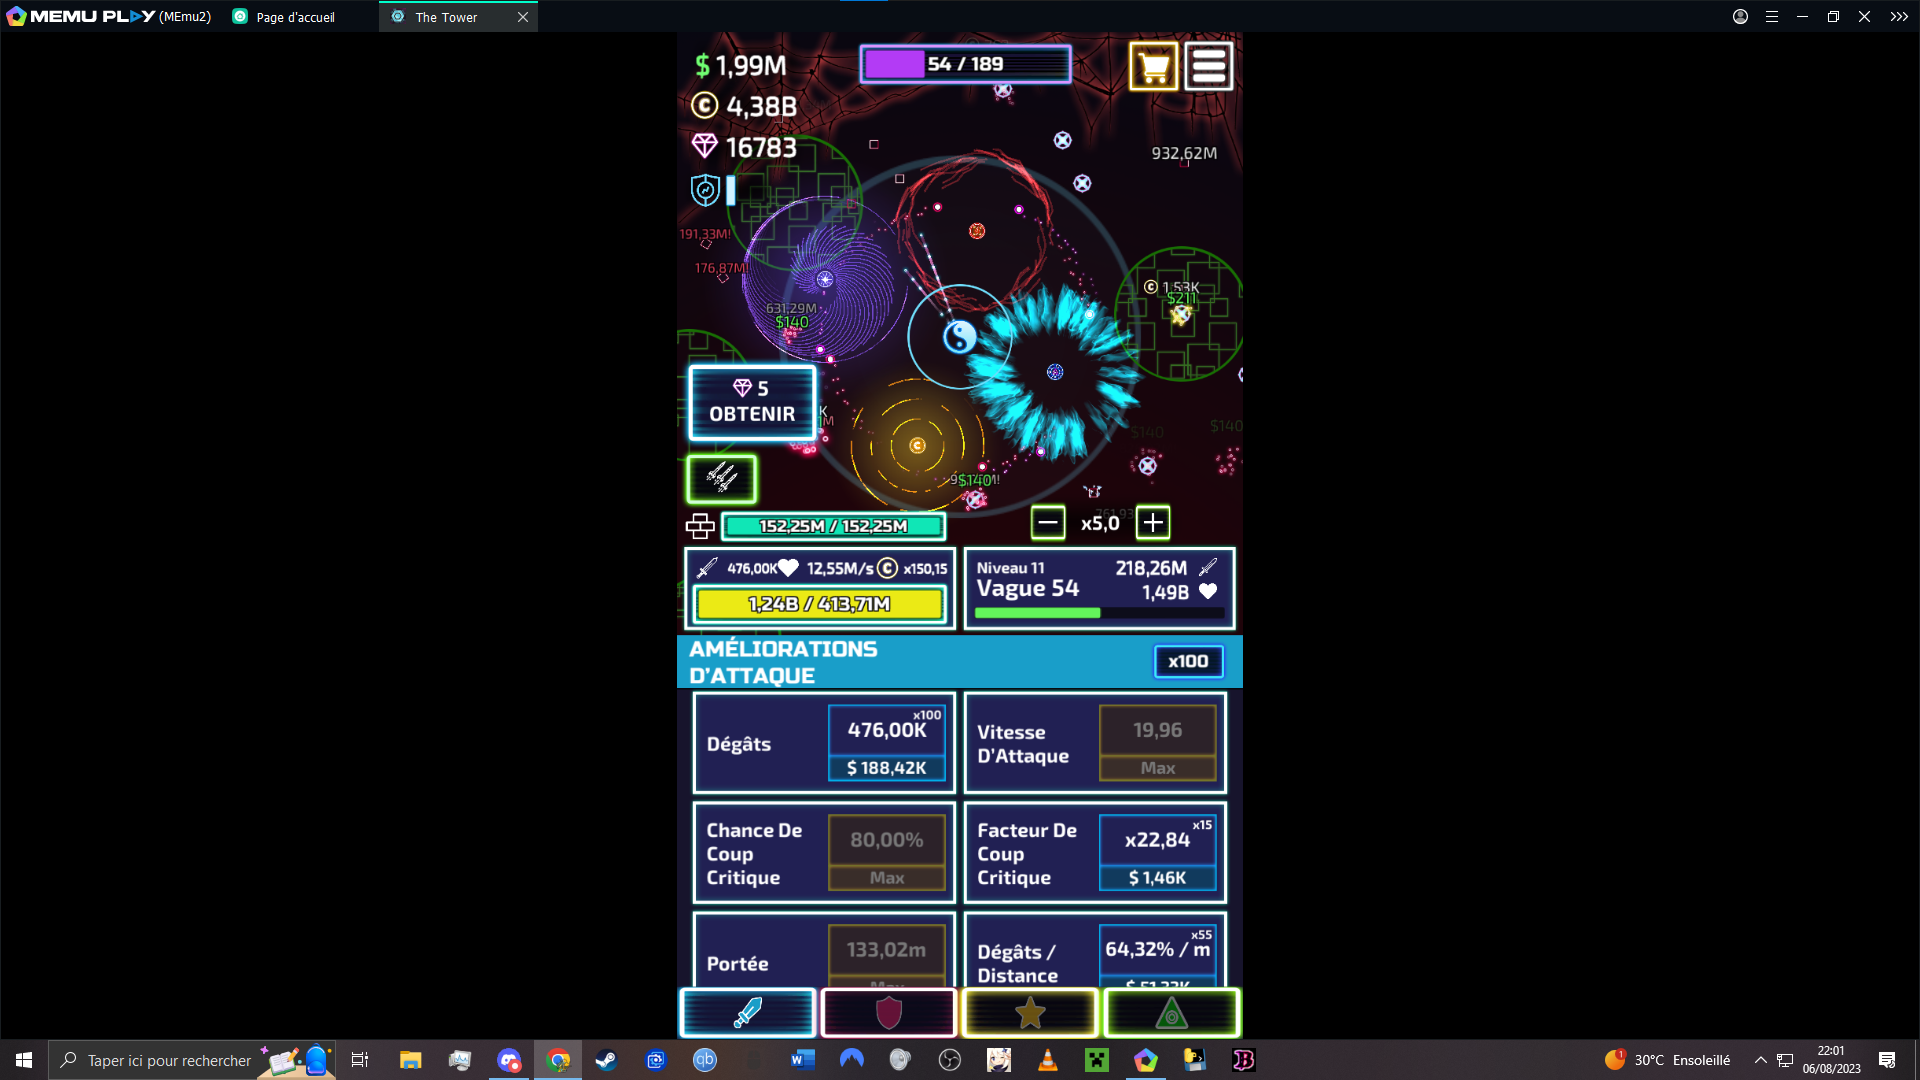 MEMU PLAY (MEmu2)
Page d'accueil
The Tower
$ 1,99M
54 / 189
4,38B
16783
932,62M
191,33M!
176,87M!
631,29M
$140
1,53K
$211
5
OBTENIR
$140
$140
$140
152,25M / 152,25M
x5,0
476,00K
12,55M/s
x150,15
1,24B / 413,71M
Niveau 11
Vague 54
218,26M
1,49B
AMÉLIORATIONS
D'ATTAQUE
x100
Dégâts
x100
476,00K
$ 188,42K
Vitesse
D'Attaque
19,96
Max
Chance De
Coup
Critique
80,00%
Max
Facteur De
Coup
Critique
x15
x22,84
$ 1,46K
Portée
133,02m
Max
Dégâts /
Distance
x55
64,32% / m
Taper ici pour rechercher
30°C Ensoleillé
22:01
06/08/2023